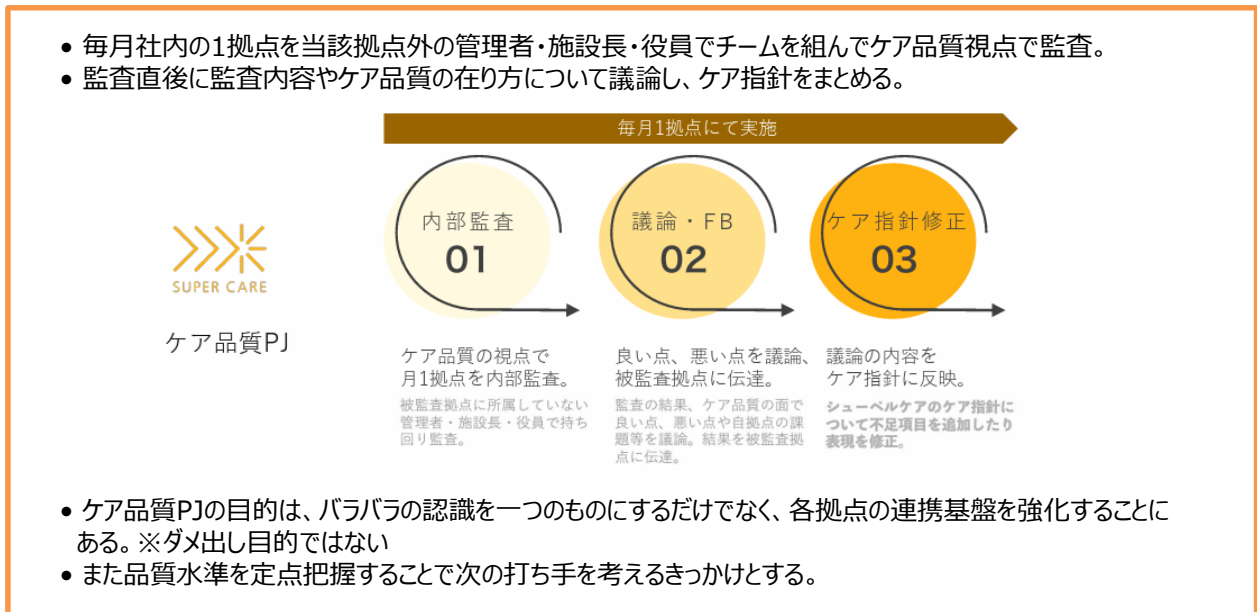 • 毎月社内の1拠点を当該拠点外の管理者・施設長・役員でチームを組んでケア品質視点で監査。
• 監査直後に監査内容やケア品質の在り方について議論し、ケア指針をまとめる。
毎月1拠点にて実施
SUPER CARE
ケア品質PJ
内部監査
01
ケア品質の視点で
月1拠点を内部監査。
被監査拠点に所属していない
管理者・施設長・役員で持ち
回り監査。
議論・FB
02
良い点、悪い点を議論、
被監査拠点に伝達。
監査の結果、ケア品質の面で
良い点、悪い点や自拠点の課
題等を議論。結果を被監査拠
点に伝達。
ケア指針修正
03
議論の内容を
ケア指針に反映。
シューペルケアのケア指針に
ついて不足項目を追加したり
表現を修正。
• ケア品質PJの目的は、バラバラの認識を一つのものにするだけでなく、各拠点の連携基盤を強化することに
ある。※ダメ出し目的ではない
• また品質水準を定点把握することで次の打ち手を考えるきっかけとする。